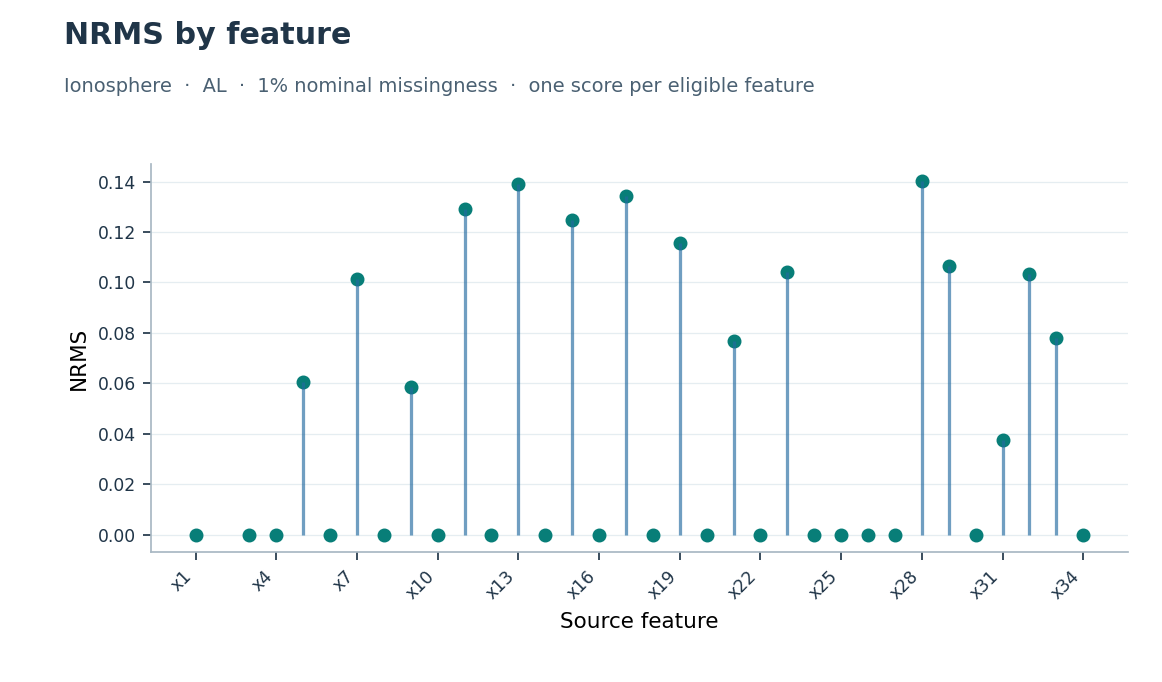 NRMS by feature
Ionosphere · AL · 1% nominal missingness · one score per eligible feature
0.14
0.12
0.10
0.08
0.06
0.04
0.02
0.00
NRMS
x1 x4 x7 x10 x13 x16 x19 x22 x25 x28 x31 x34
Source feature